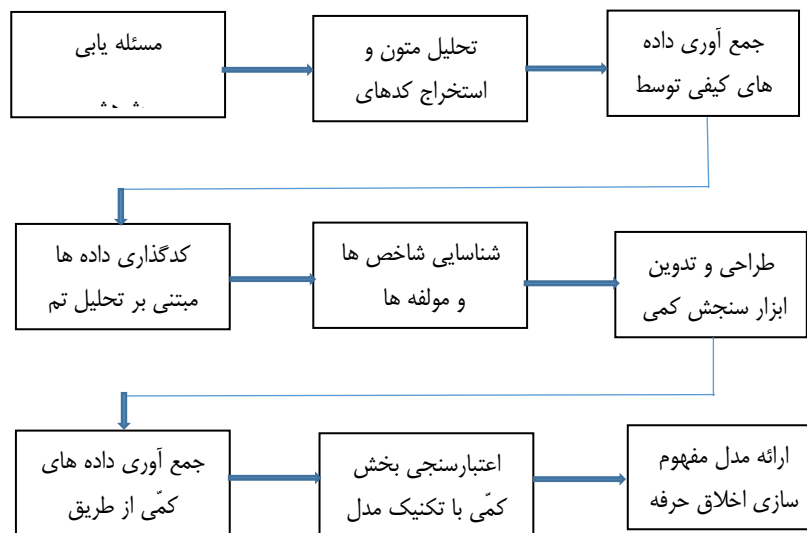 مسئله یابی
تحلیل متون و
استخراج کدهای
جمع آوری داده
های کیفی توسط
کدگذاری داده ها
مبتنی بر تحلیل تم
شناسایی شاخص ها
و مولفه ها
طراحی و تدوین
ابزار سنجش کمی
جمع آوری داده های
کمّی از طریق
اعتبارسنجی بخش
کمّی با تکنیک مدل
ارائه مدل مفهوم
سازی اخلاق حرفه